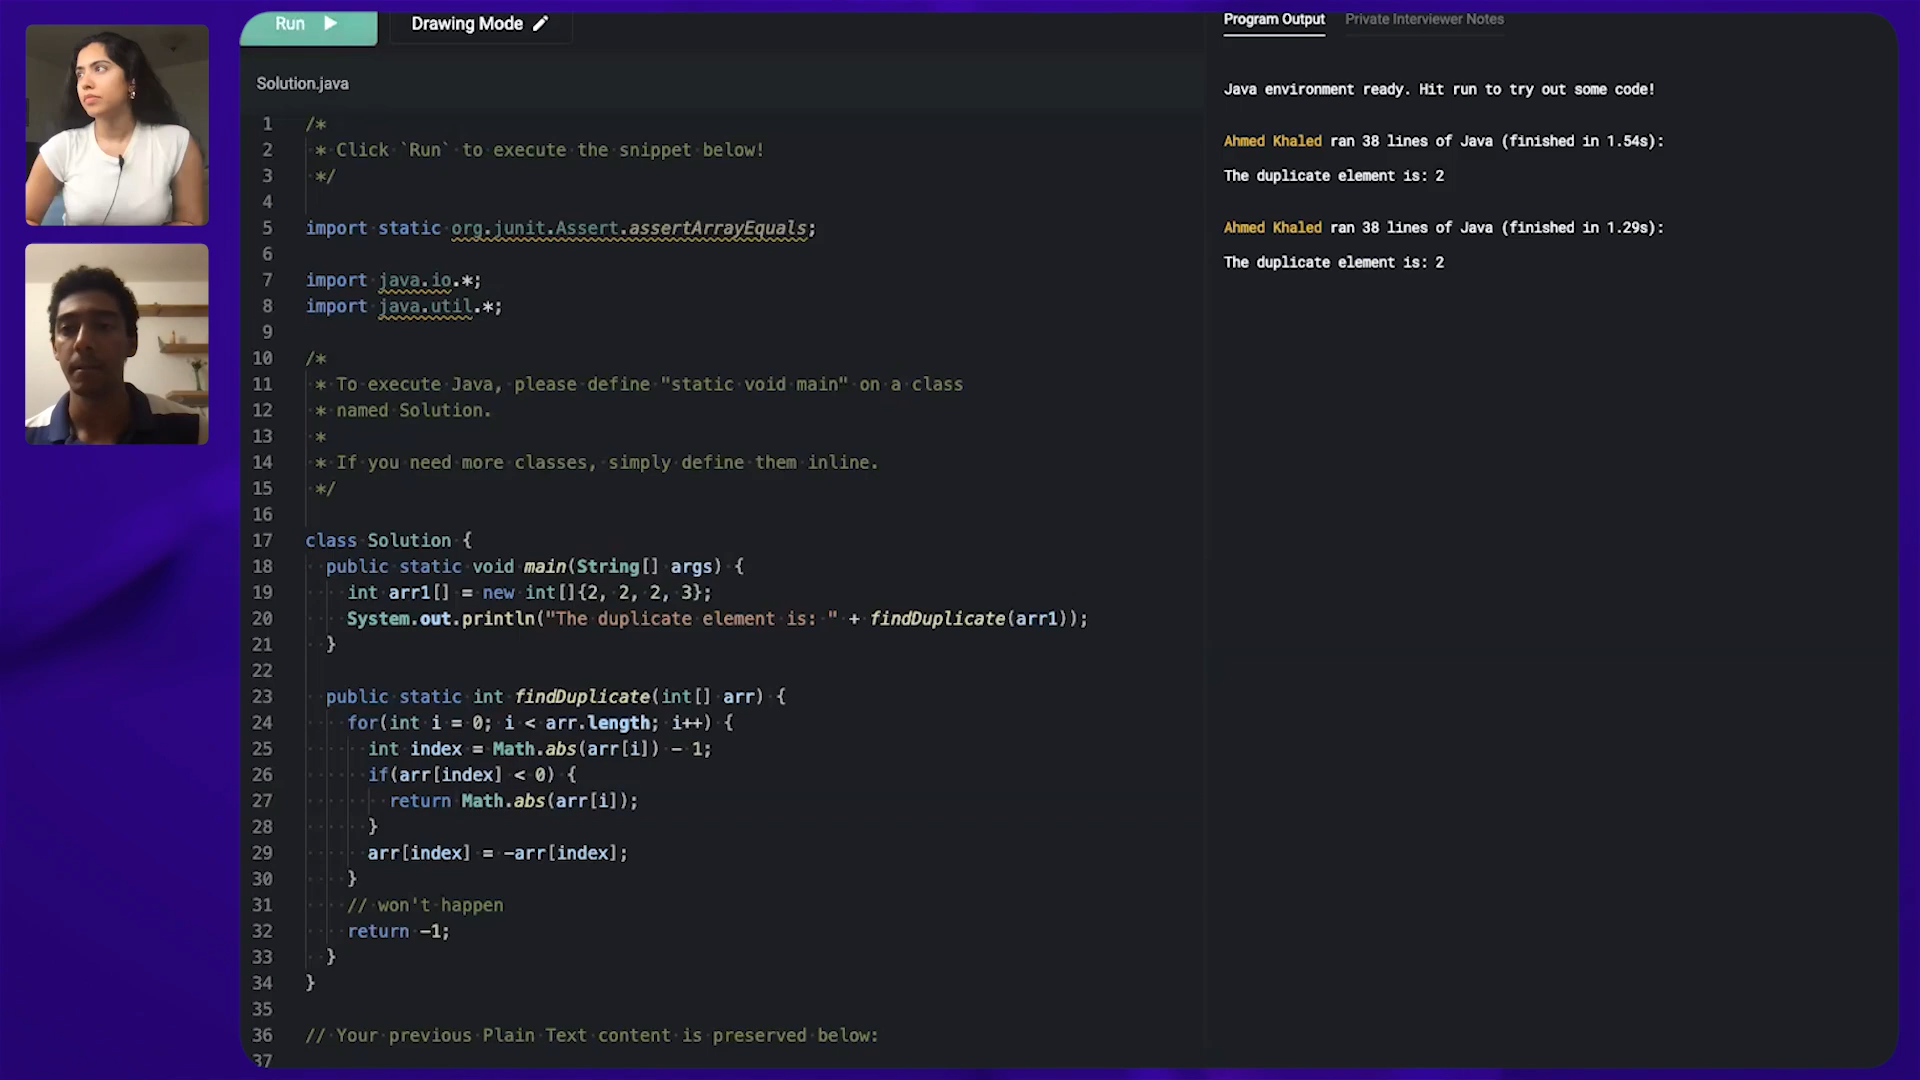 Run
Drawing Mode
Program Output
Private Interviewer Notes
Solution.java
1 /*
2 * Click `Run` to execute the snippet below!
3 */
4
5 import static org.junit.Assert.assertArrayEquals;
6
7 import java.io.*;
8 import java.util.*;
9
10 /*
11 * To execute Java, please define "static void main" on a class
12 * named Solution.
13 *
14 * If you need more classes, simply define them inline.
15 */
16
17 class Solution {
18 public static void main(String[] args) {
19 int arr1[] = new int[]{2, 2, 2, 3};
20 System.out.println("The duplicate element is: " + findDuplicate(arr1));
21 }
22
23 public static int findDuplicate(int[] arr) {
24 for(int i = 0; i < arr.length; i++) {
25 int index = Math.abs(arr[i]) - 1;
26 if(arr[index] < 0) {
27 return Math.abs(arr[i]);
28 }
29 arr[index] = -arr[index];
30 }
31 // won't happen
32 return -1;
33 }
34 }
35
36 // Your previous Plain Text content is preserved below:
37
Java environment ready. Hit run to try out some code!
Ahmed Khaled ran 38 lines of Java (finished in 1.54s):
The duplicate element is: 2
Ahmed Khaled ran 38 lines of Java (finished in 1.29s):
The duplicate element is: 2